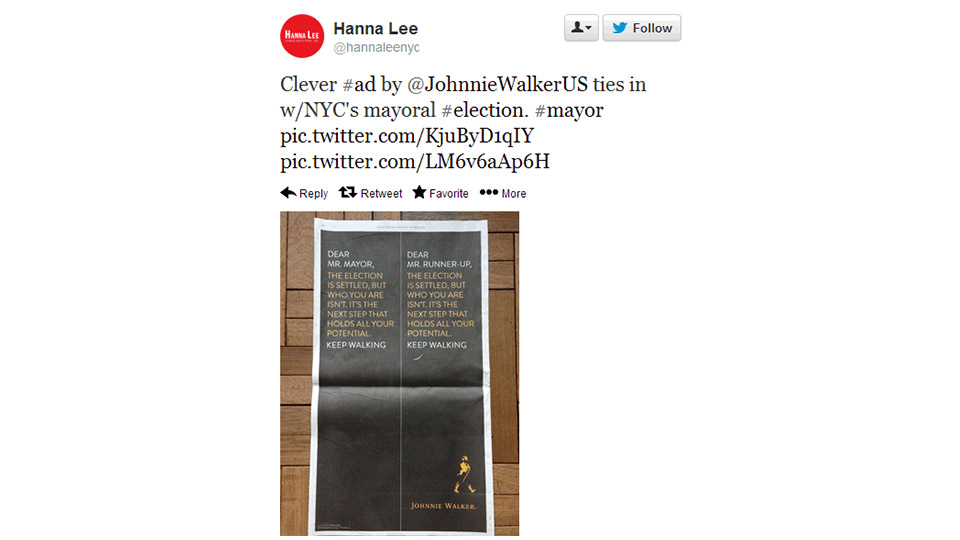 HANNA LEE
Hanna Lee
@hannaleenyc
Follow
Clever #ad by @JohnnieWalkerUS ties in
w/NYC's mayoral #election. #mayor
pic.twitter.com/KjuByD1qIY
pic.twitter.com/LM6v6aAp6H
Reply Retweet Favorite More
DEAR
MR. MAYOR,
THE ELECTION
IS SETTLED, BUT
WHO YOU ARE
ISN'T. IT'S THE
NEXT STEP THAT
HOLDS ALL YOUR
POTENTIAL.
KEEP WALKING
DEAR
MR. RUNNER-UP,
THE ELECTION
IS SETTLED, BUT
WHO YOU ARE
ISN'T. IT'S THE
NEXT STEP THAT
HOLDS ALL YOUR
POTENTIAL.
KEEP WALKING
JOHNNIE WALKER.